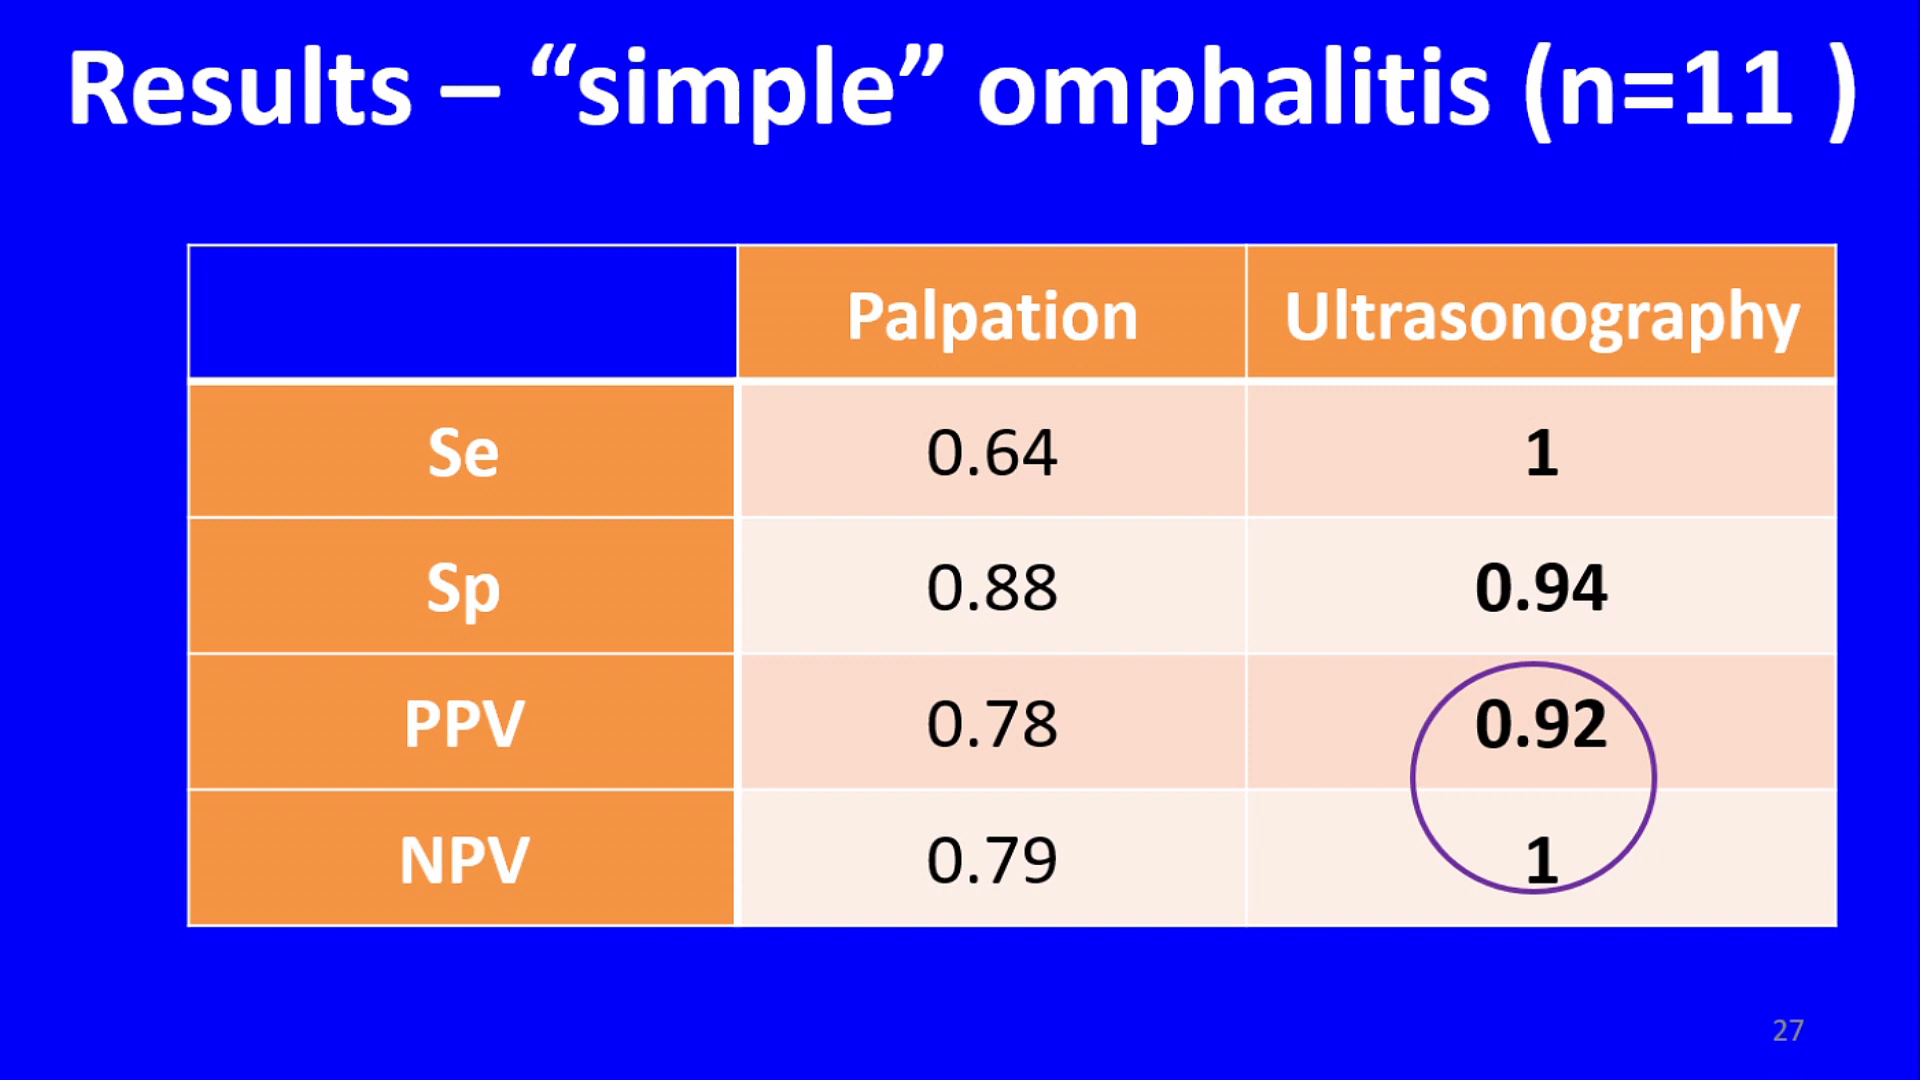 Results – “simple” omphalitis (n=11 )
Palpation Ultrasonography
Se 0.64 1
Sp 0.88 0.94
PPV 0.78 0.92
NPV 0.79 1
27